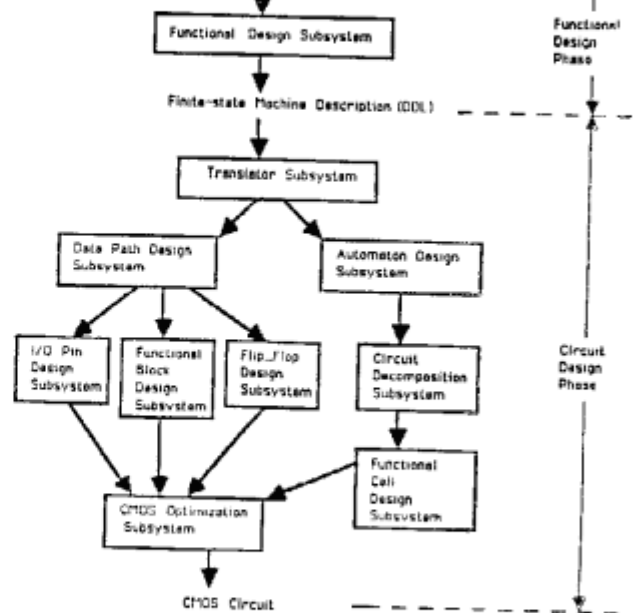 Functional Design Subsystem
Functional
Design
Phase
Finite-state Machine Description (DDL)
Translator Subsystem
Data Path Design
Subsystem
Automaton Design
Subsystem
I/O Pin
Design
Subsystem
Functional
Block
Design
Subsystem
Flip_Flop
Design
Subsystem
Circuit
Decomposition
Subsystem
Circuit
Design
Phase
Functional
Cell
Design
Subsystem
CMOS Optimization
Subsystem
CMOS Circuit